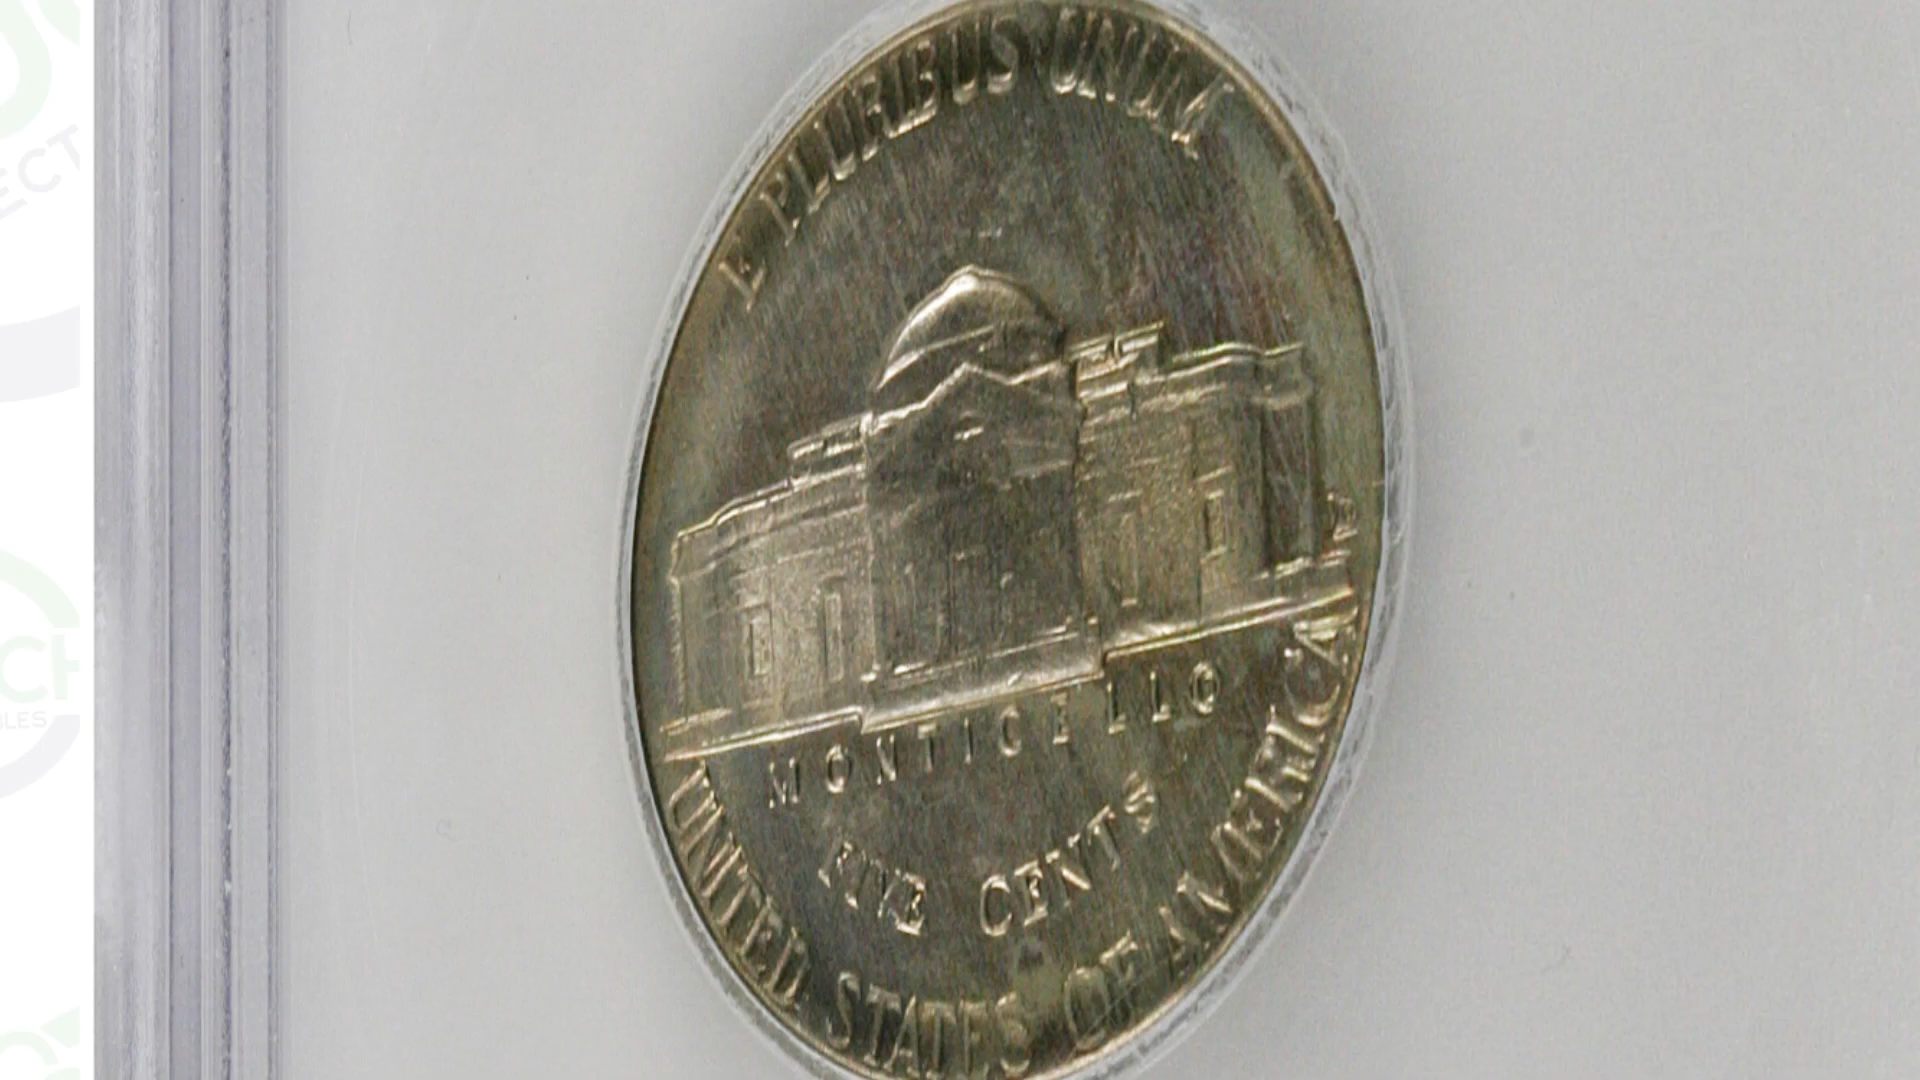 E PLURIBUS UNUM
MONTICELLO
FIVE CENTS
UNITED STATES OF AMERICA